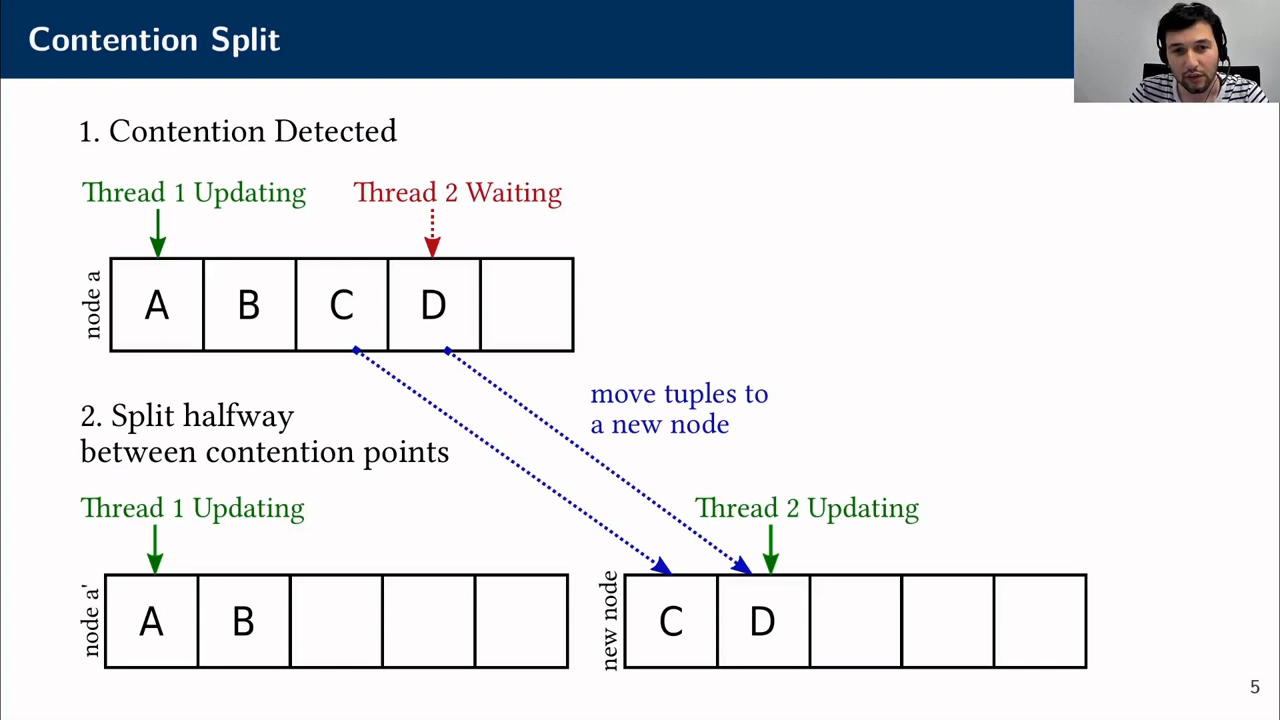 Contention Split
1. Contention Detected
Thread 1 Updating
Thread 2 Waiting
node a
A
B
C
D
move tuples to
a new node
2. Split halfway
between contention points
Thread 1 Updating
Thread 2 Updating
node a'
A
B
new node
C
D
5